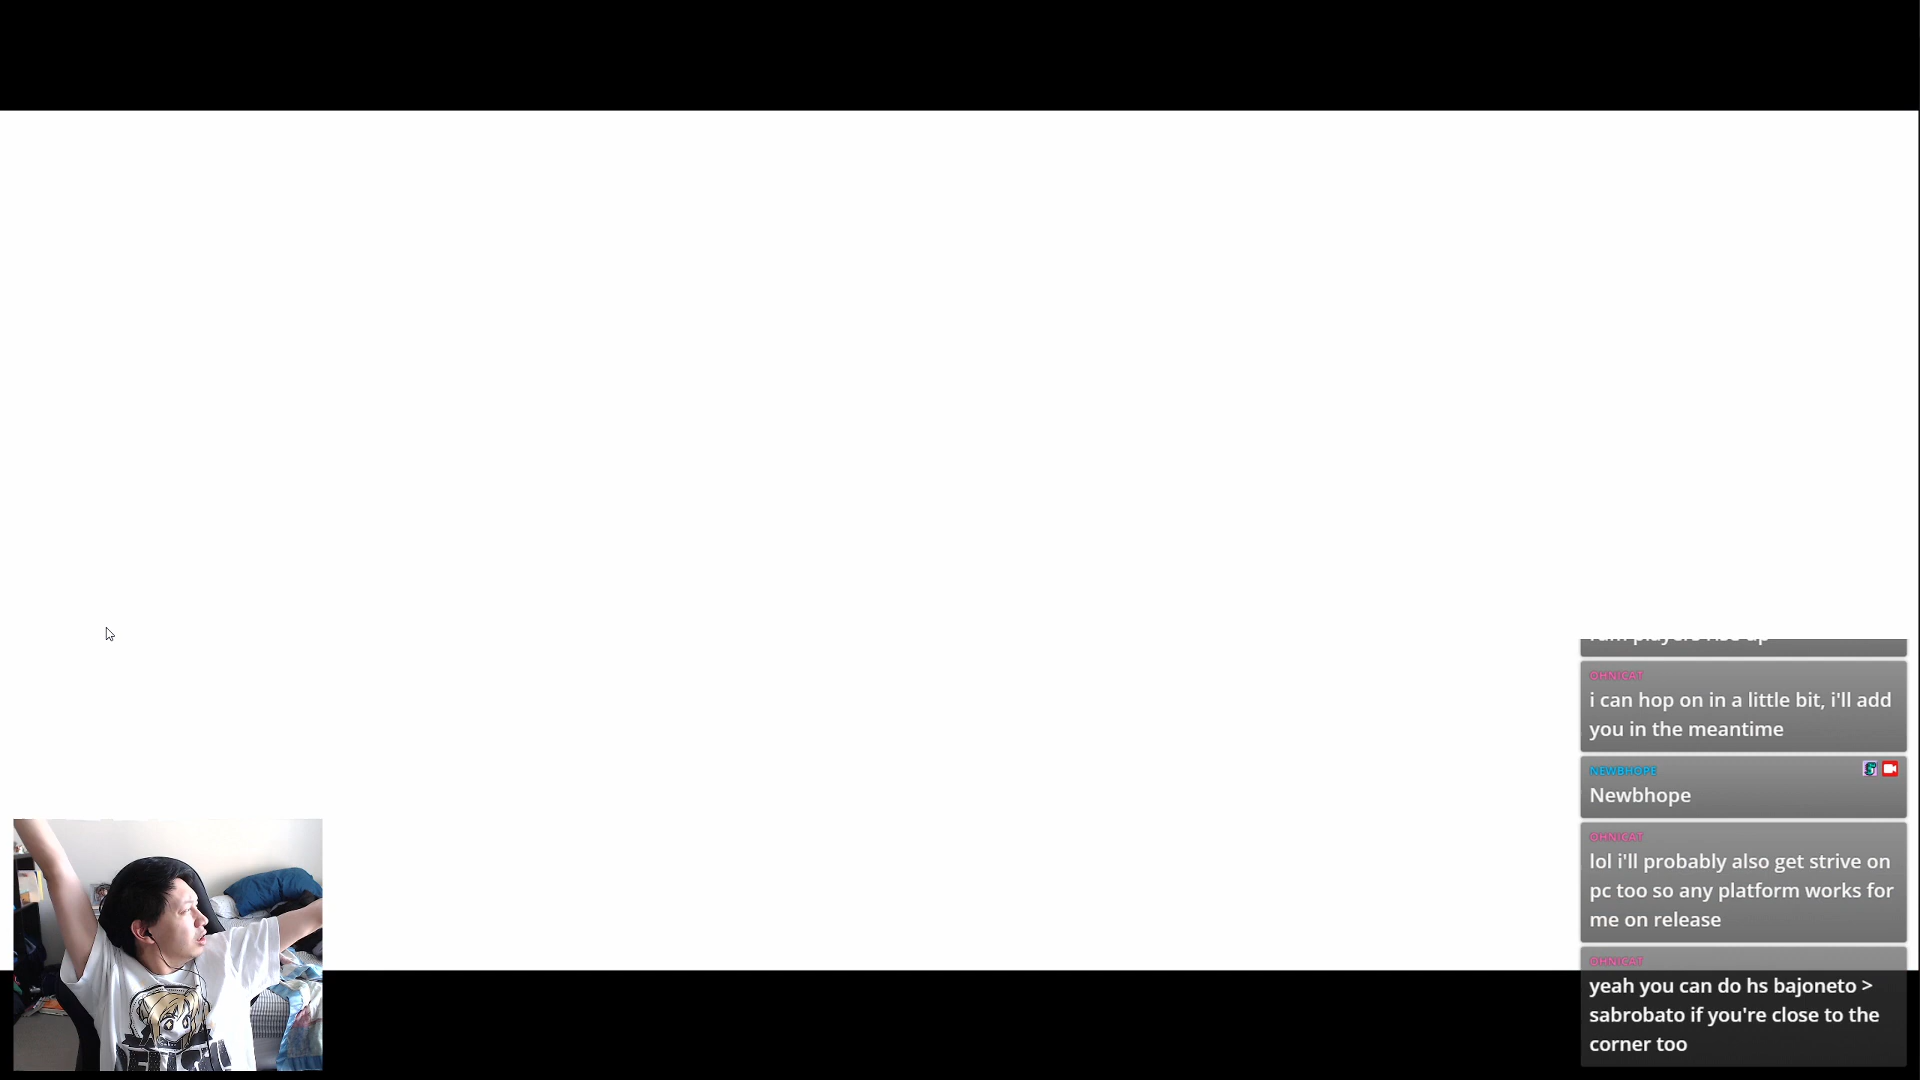 OHNICAT
i can hop on in a little bit, i'll add
you in the meantime
NEWBHOPE
Newbhope
OHNICAT
lol i'll probably also get strive on
pc too so any platform works for
me on release
OHNICAT
yeah you can do hs bajoneto >
sabrobato if you're close to the
corner too